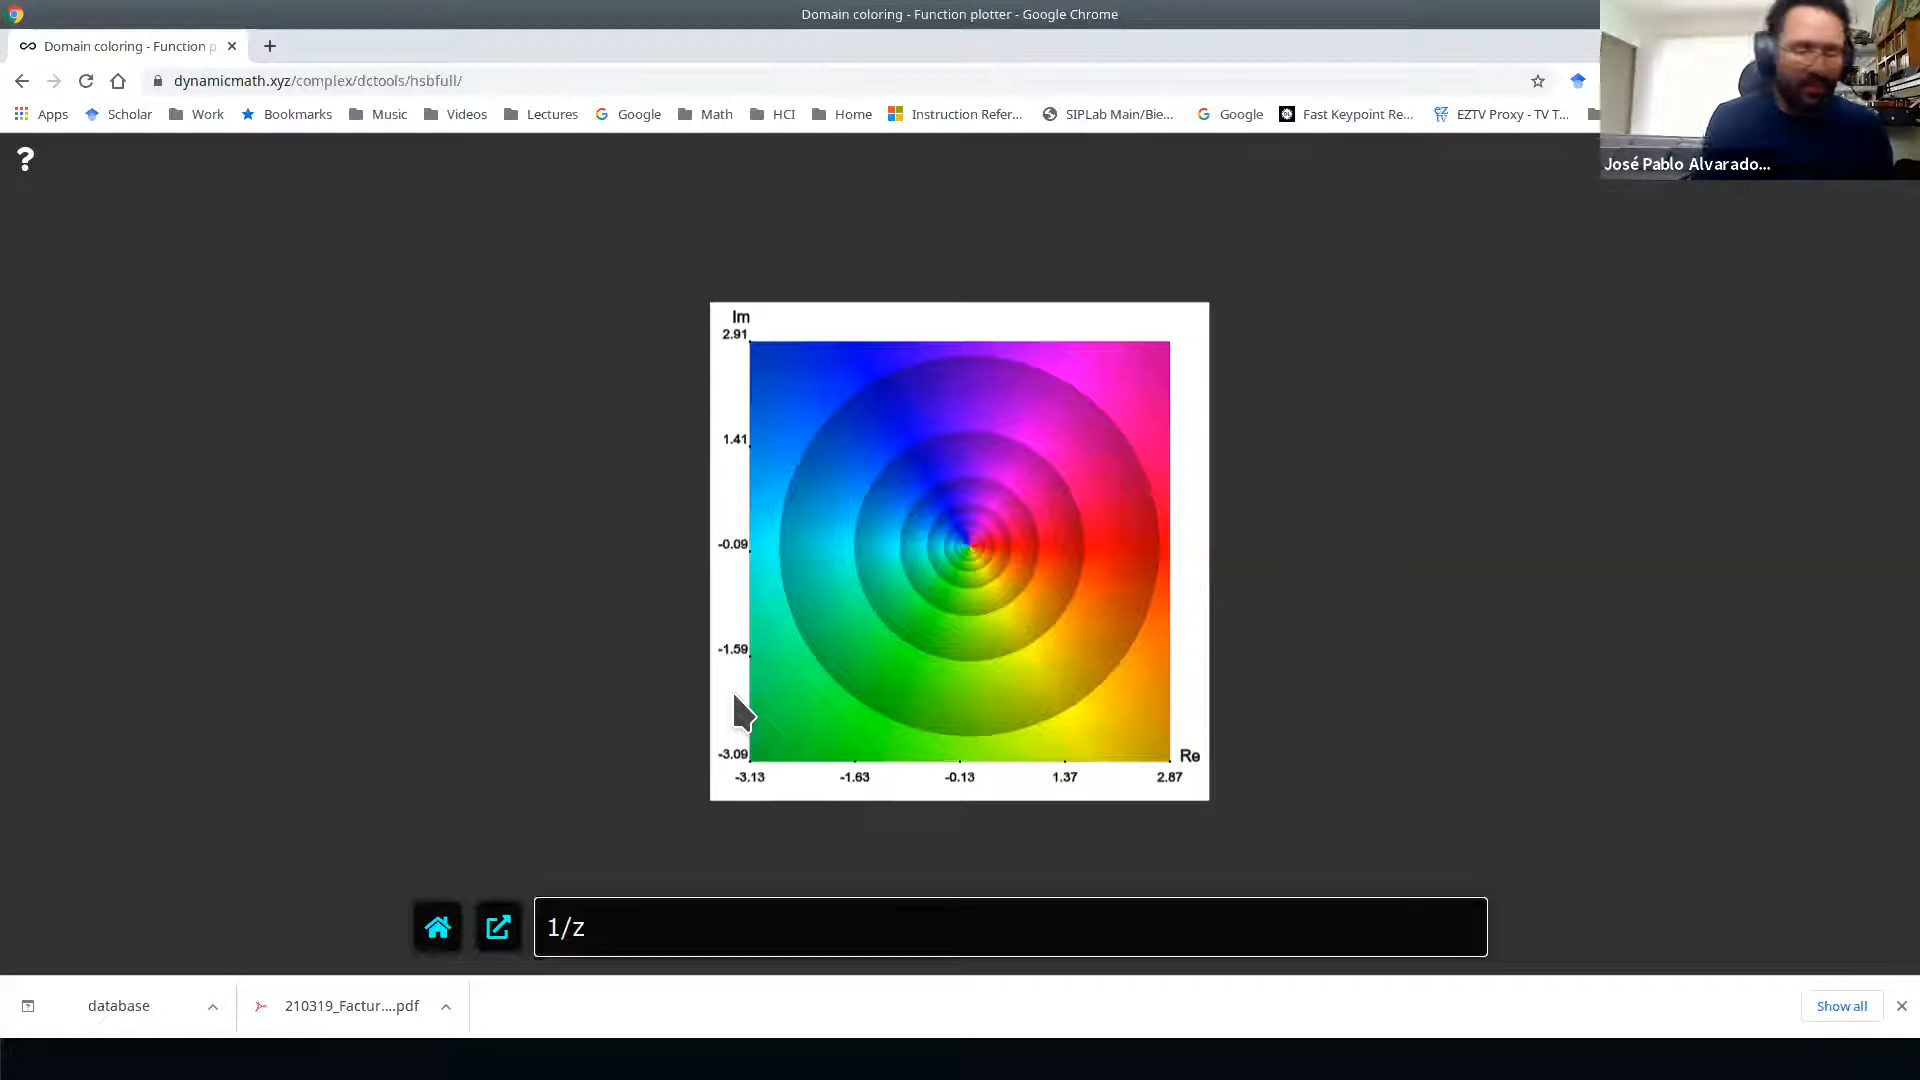 Domain coloring - Function plotter - Google Chrome
Domain coloring - Function p
dynamicmath.xyz/complex/dctools/hsbfull/
Apps Scholar Work Bookmarks Music Videos Lectures Google Math HCI Home Instruction Refer... SIPLab Main/Bie... Google Fast Keypoint Re... EZTV Proxy - TV T...
José Pablo Alvarado...
?
Im
2.91
1.41
-0.09
-1.59
-3.09
Re
-3.13 -1.63 -0.13 1.37 2.87
1/z
database 210319_Factur....pdf Show all